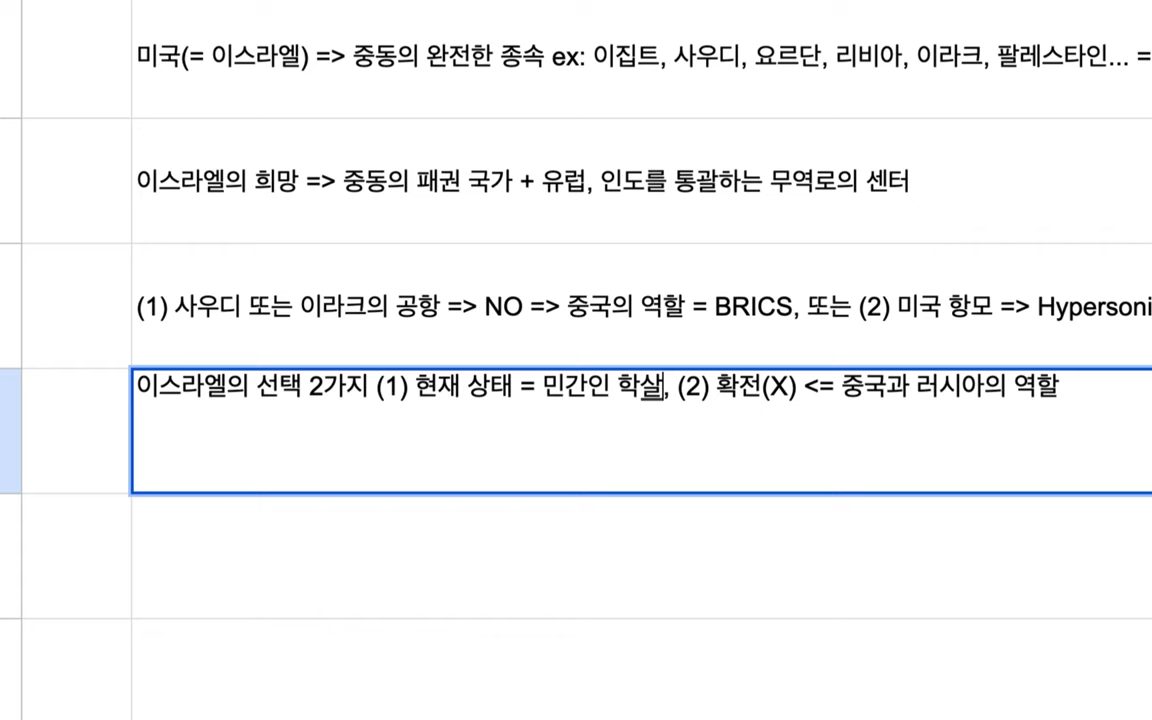 미국(= 이스라엘) => 중동의 완전한 종속 ex: 이집트, 사우디, 요르단, 리비아, 이라크, 팔레스타인... =
이스라엘의 희망 => 중동의 패권 국가 + 유럽, 인도를 통괄하는 무역로의 센터
(1) 사우디 또는 이라크의 공항 => NO => 중국의 역할 = BRICS, 또는 (2) 미국 항모 => Hypersoni
이스라엘의 선택 2가지 (1) 현재 상태 = 민간인 학살, (2) 확전(X) <= 중국과 러시아의 역할